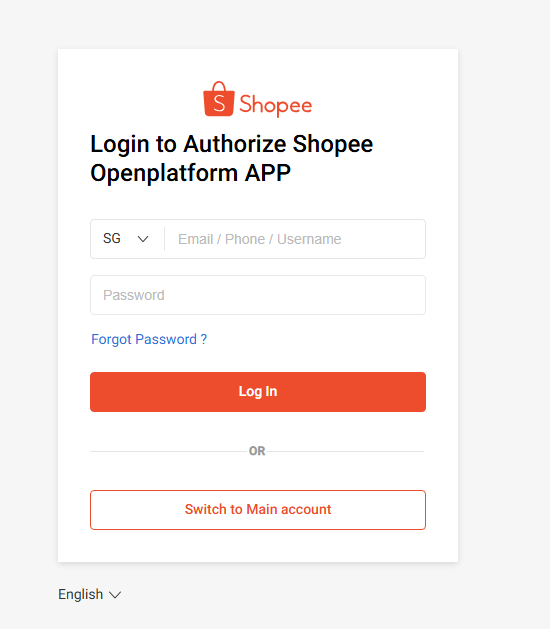 S Shopee
Login to Authorize Shopee
Openplatform APP
SG Email / Phone / Username
Password
Forgot Password ?
Log In
OR
Switch to Main account
English